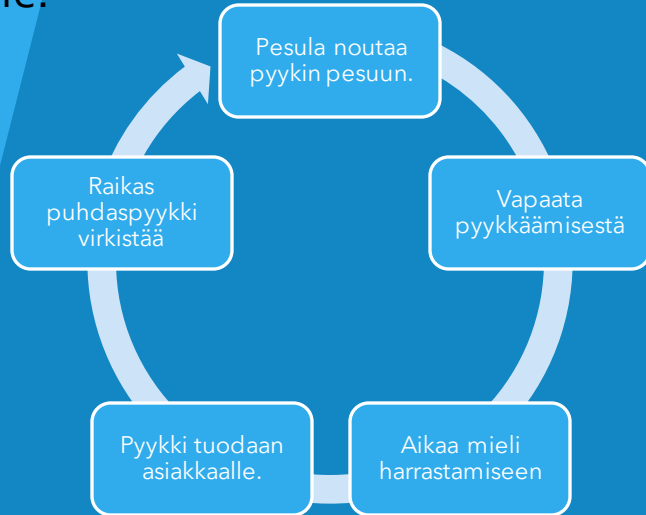 Pesula noutaa
pyykin pesuun.
Vapaata
pyykkäämisestä
Aikaa mieli
harrastamiseen
Pyykki tuodaan
asiakkaalle.
Raikas
puhdaspyykki
virkistää